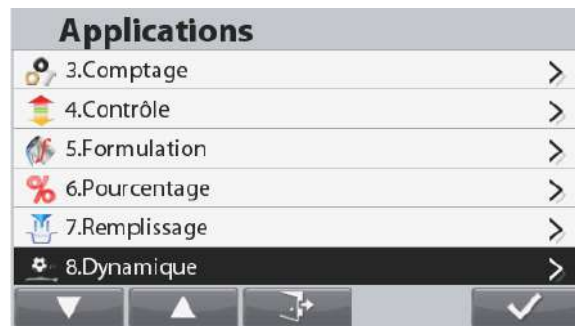 Applications
3.Comptage
4.Contrôle
5.Formulation
6.Pourcentage
7.Remplissage
8.Dynamique